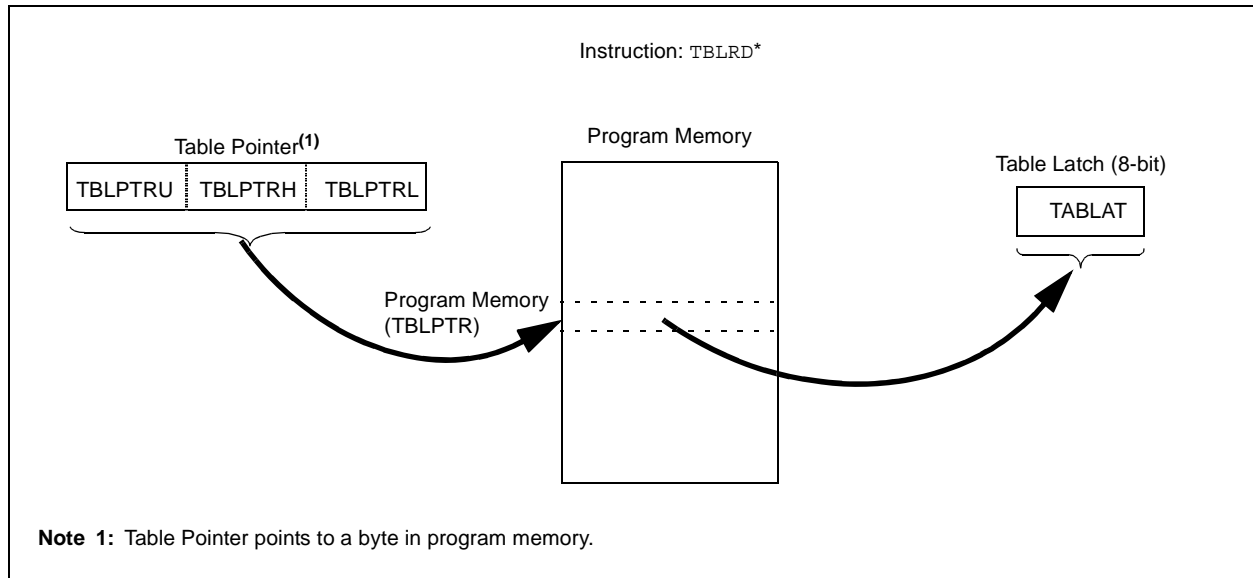 Instruction: TBLRD*
Table Pointer(1)
TBLPTRU TBLPTRH TBLPTRL
Program Memory
Table Latch (8-bit)
TABLAT
Program Memory
(TBLPTR)
Note 1: Table Pointer points to a byte in program memory.